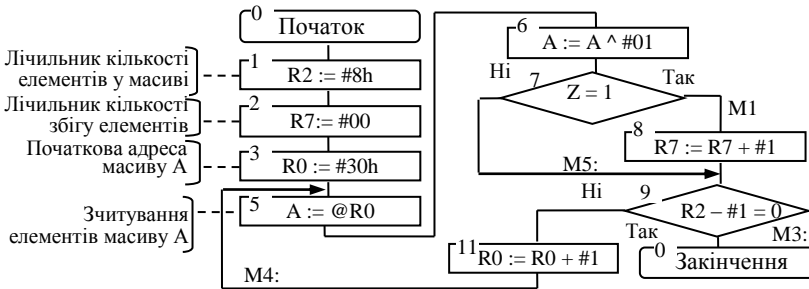 0
Початок
Лічильник кількості
елементів у масиві
1
R2 := #8h
Лічильник кількості
збігу елементів
2
R7:= #00
Початкова адреса
масиву А
3
R0 := #30h
Зчитування
елементів масиву А
5
A := @R0
M4:
6
A := A ^ #01
Ні
7
Z = 1
Так
M1
8
R7 := R7 + #1
M5:
Ні
9
R2 – #1 = 0
Так
M3:
11
R0 := R0 + #1
0
Закінчення